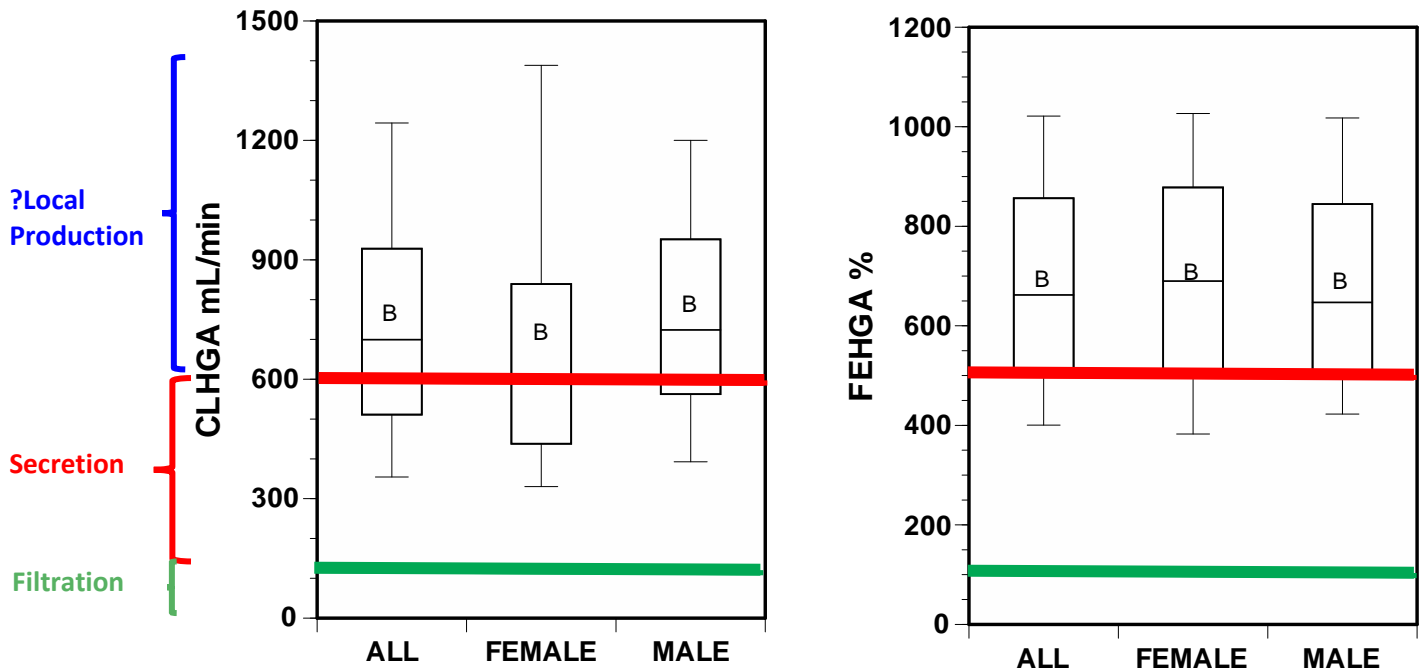 ?Local
Production
Secretion
Filtration
CLHGA mL/min
1500
1200
900
600
300
0
B
B
B
ALL
FEMALE
MALE
FEHGA %
1200
1000
800
600
400
200
0
B
B
B
ALL
FEMALE
MALE